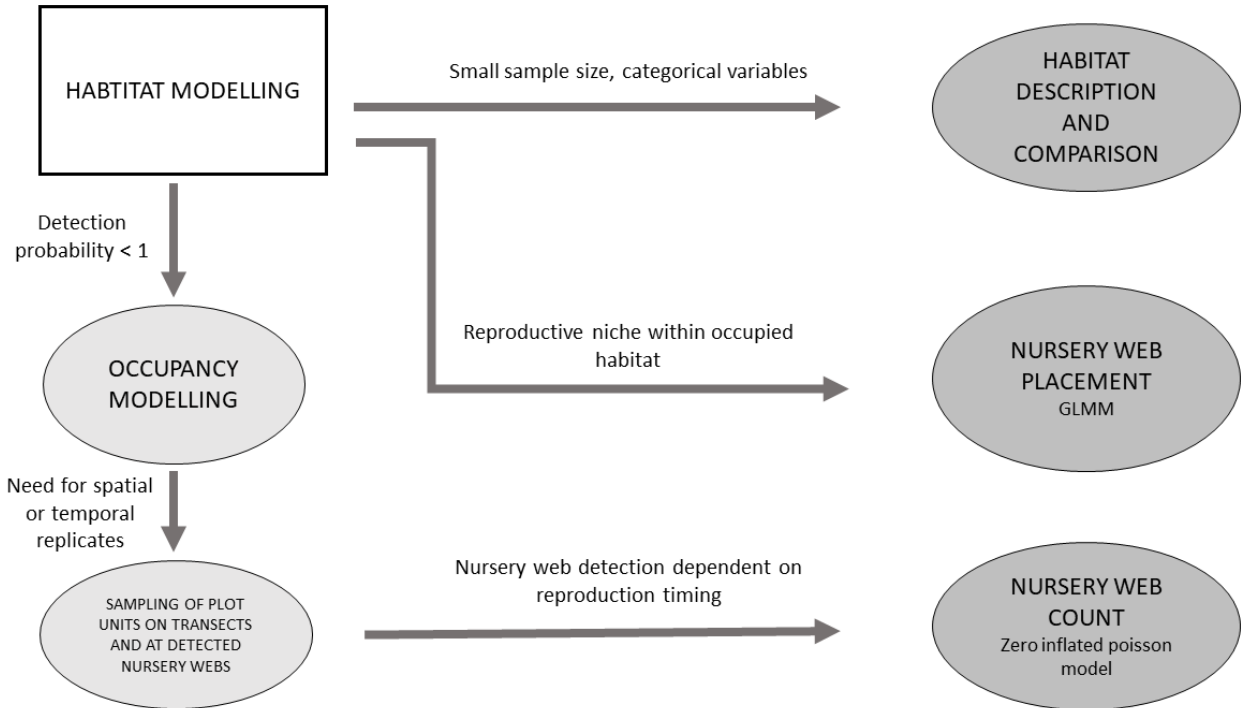 HABTITAT MODELLING
Small sample size, categorical variables
HABITAT
DESCRIPTION
AND
COMPARISON
Detection
probability < 1
OCCUPANCY
MODELLING
Reproductive niche within occupied
habitat
NURSERY WEB
PLACEMENT
GLMM
Need for spatial
or temporal
replicates
SAMPLING OF PLOT
UNITS ON TRANSECTS
AND AT DETECTED
NURSERY WEBS
Nursery web detection dependent on
reproduction timing
NURSERY WEB
COUNT
Zero inflated poisson
model